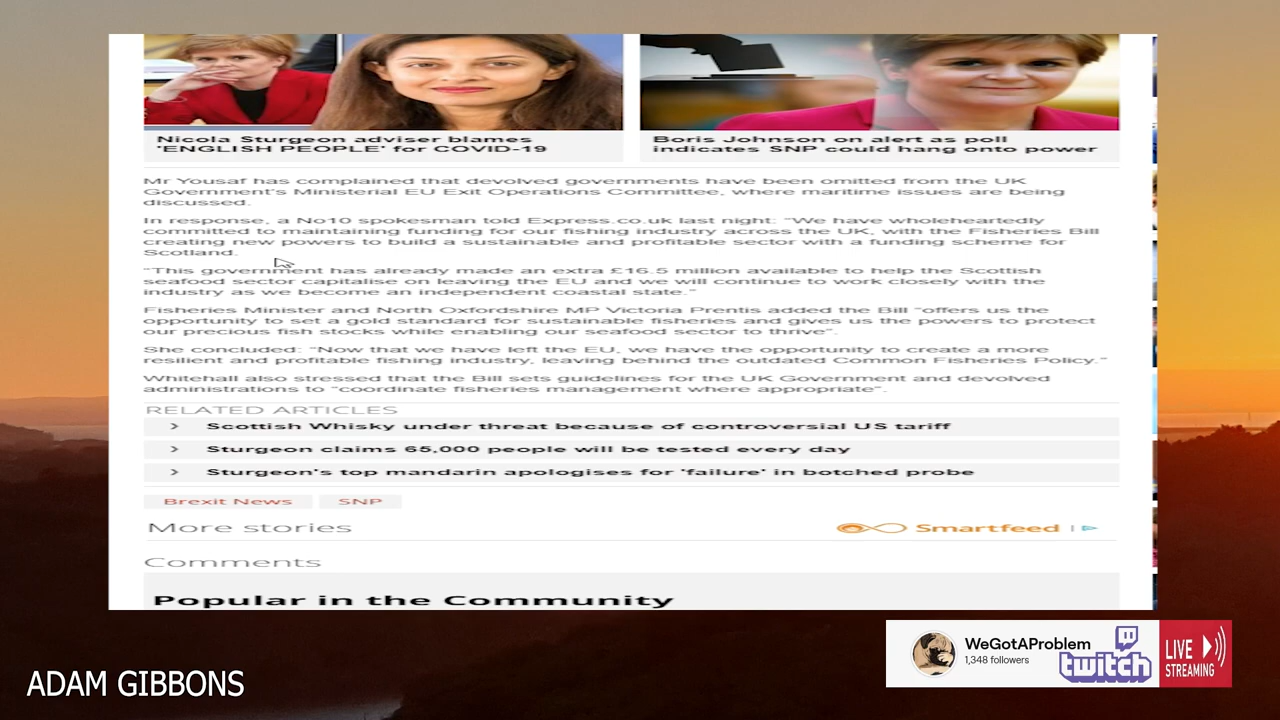 Nicola Sturgeon adviser blames
'ENGLISH PEOPLE' for COVID-19
Boris Johnson on alert as poll
indicates SNP could hang onto power
Mr Yousaf has complained that devolved governments have been omitted from the UK
Government's Ministerial EU Exit Operations Committee, where maritime issues are being
discussed.
In response, a No10 spokesman told Express.co.uk last night: "We have wholeheartedly
committed to maintaining funding for our fishing industry across the UK, with the Fisheries Bill
creating new powers to build a sustainable and profitable sector with a funding scheme for
Scotland.
"This government has already made an extra £16.5 million available to help the Scottish
seafood sector capitalise on leaving the EU and we will continue to work closely with the
industry as we become an independent coastal state."
Fisheries Minister and North Oxfordshire MP Victoria Prentis added the Bill "offers us the
opportunity to set a gold standard for sustainable fisheries and gives us the powers to protect
our precious fish stocks while enabling our seafood sector to thrive".
She concluded: "Now that we have left the EU, we have the opportunity to create a more
resilient and profitable fishing industry, leaving behind the outdated Common Fisheries Policy."
Whitehall also stressed that the Bill sets guidelines for the UK Government and devolved
administrations to "coordinate fisheries management where appropriate".
RELATED ARTICLES
Scottish Whisky under threat because of controversial US tariff
Sturgeon claims 65,000 people will be tested every day
Sturgeon's top mandarin apologises for 'failure' in botched probe
Brexit News SNP
More stories
Smartfeed
Comments
Popular in the Community
WeGotAProblem
1,348 followers
twitch
LIVE
STREAMING
ADAM GIBBONS